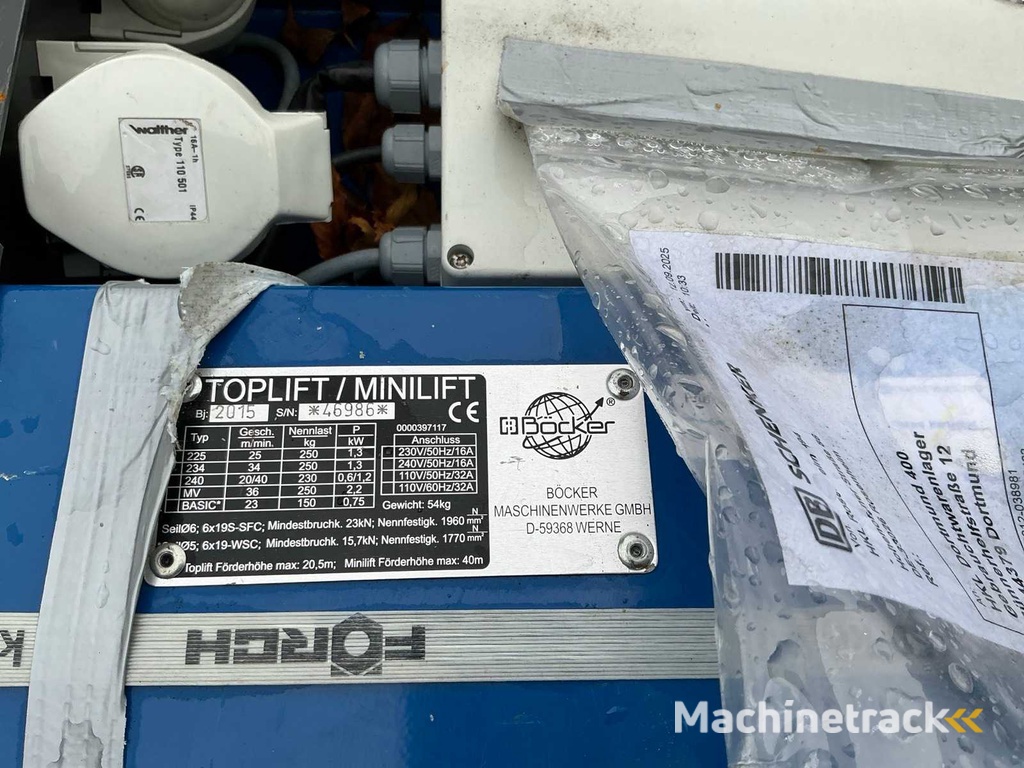 walther
16A-1h
Type 110 501
IP44
CE
TOPLIFT / MINILIFT
Bj: 2015 S/N: *46986* CE
0000397117
Typ Gesch. m/min. Nennlast kg P kW Anschluss
225 25 250 1,3 230V/50Hz/16A
234 34 250 1,3 240V/50Hz/16A
240 20/40 230 0,6/1,2 110V/50Hz/32A
MV 36 250 2,2 110V/60Hz/32A
BASIC* 23 150 0,75 Gewicht: 54kg
SeilØ6; 6x19S-SFC; Mindestbruchk. 23kN; Nennfestigk. 1960 N/mm²
SeilØ5; 6x19-WSC; Mindestbruchk. 15,7kN; Nennfestigk. 1770 N/mm²
Toplift Förderhöhe max: 20,5m; Minilift Förderhöhe max: 40m
Böcker®
BÖCKER
MASCHINENWERKE GMBH
D-59368 WERNE
FÖRCH
10:33
DB SCHENKER
Dortmund 400
Dortmund
Machinetrack